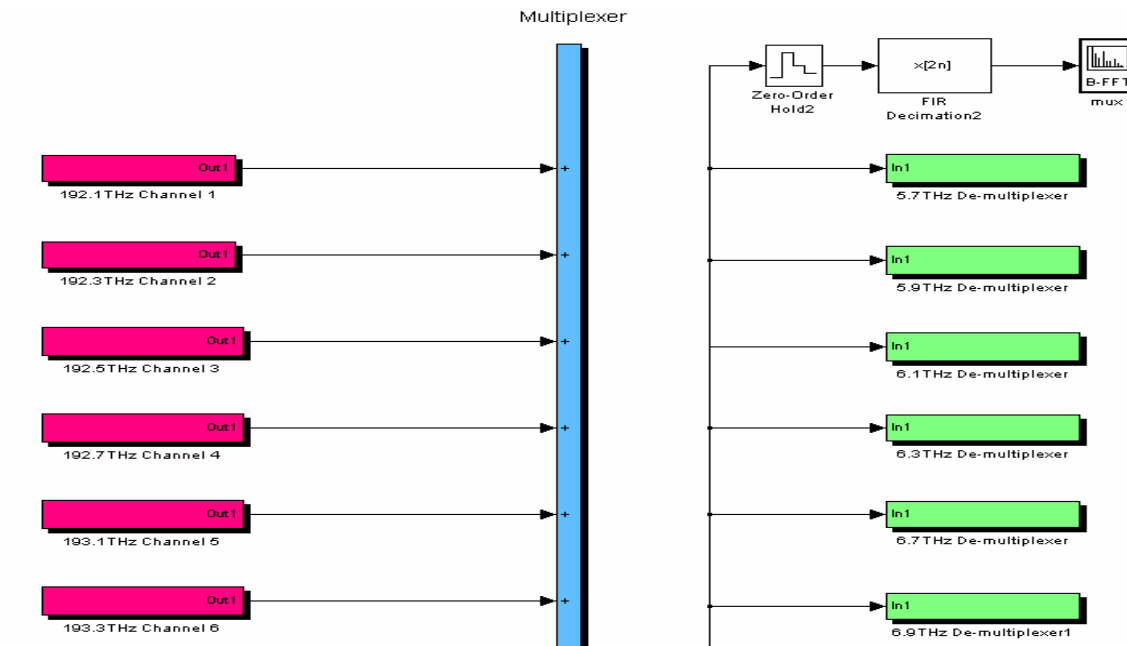 Multiplexer
x[2n]
B-FFT
Zero-Order
Hold2
FIR
Decimation2
mux
Out1
+
In1
192.1THz Channel 1
5.7THz De-multiplexer
Out1
+
In1
192.3THz Channel 2
5.9THz De-multiplexer
Out1
+
In1
192.5THz Channel 3
6.1THz De-multiplexer
Out1
+
In1
192.7THz Channel 4
6.3THz De-multiplexer
Out1
+
In1
193.1THz Channel 5
6.7THz De-multiplexer
Out1
+
In1
193.3THz Channel 6
6.9THz De-multiplexer1